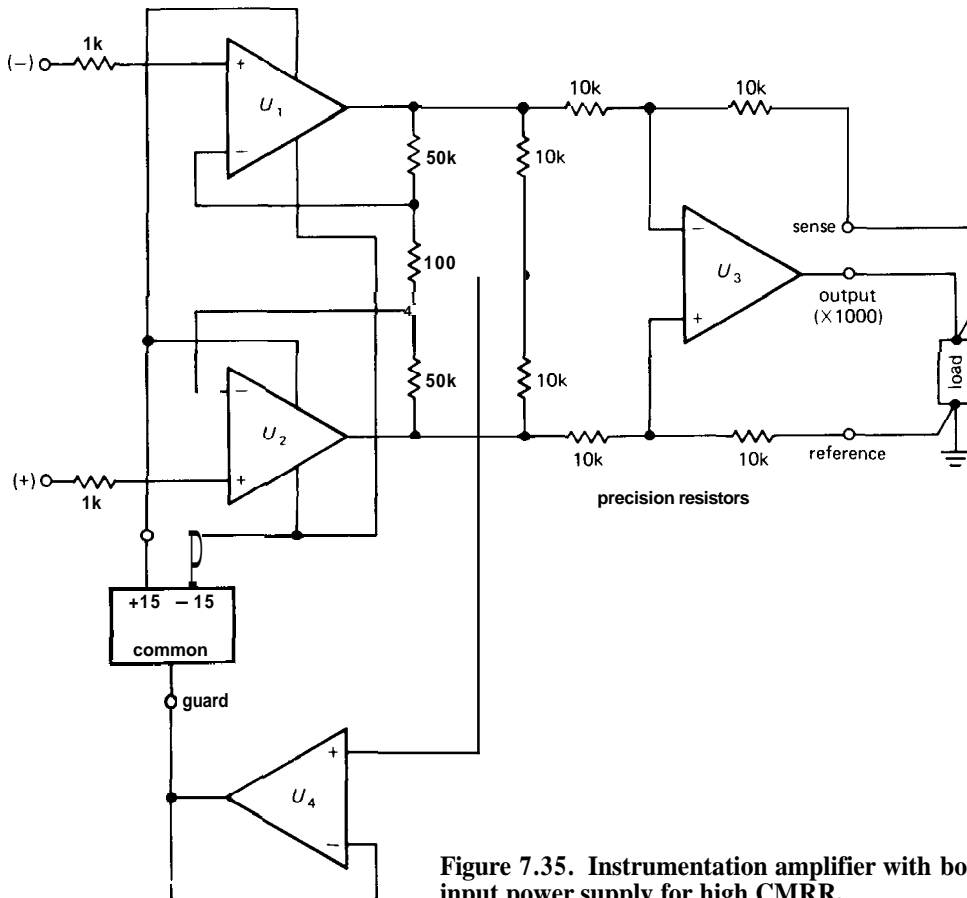 1k
(−)
+
U1
−
50k
10k
10k
10k
100
−
U3
+
sense
output
(×1000)
load
4
50k
10k
−
U2
+
(+)
1k
10k
10k
reference
precision resistors
+15 − 15
common
guard
+
U4
−
Figure 7.35. Instrumentation amplifier with bo
input power supply for high CMRR